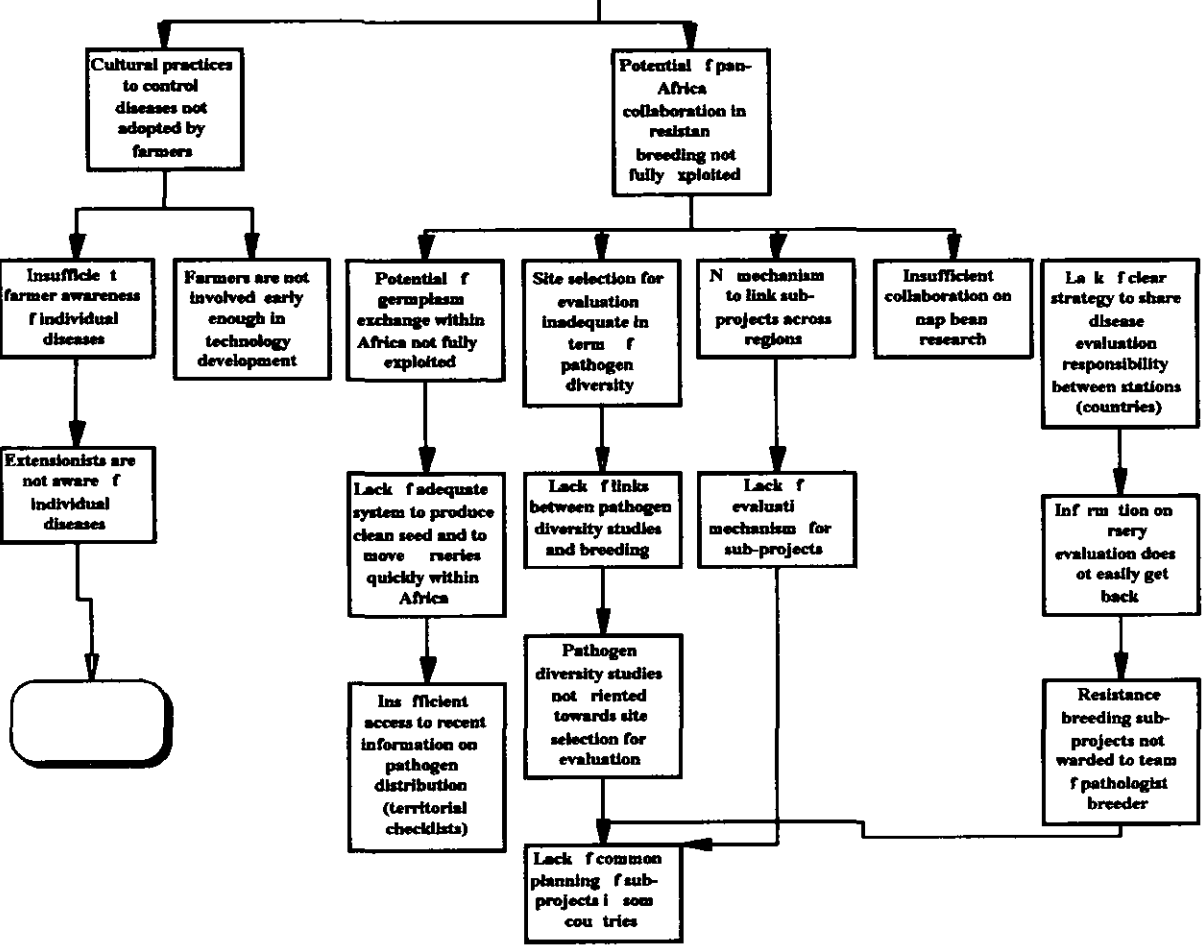 Cultural practices
to control
diseases not
adopted by
farmers
Potential f pan-
Africa
collaboration in
resistan
breeding not
fully xploited
Insufficie t
farmer awareness
f individual
diseases
Farmers are not
involved early
enough in
technology
development
Potential f
germplasm
exchange within
Africa not fully
exploited
Site selection for
evaluation
inadequate in
term f
pathogen
diversity
N mechanism
to link sub-
projects across
regions
Insufficient
collaboration on
nap bean
research
La k f clear
strategy to share
disease
evaluation
responsibility
between stations
(countries)
Extensionists are
not aware f
individual
diseases
Lack f adequate
system to produce
clean seed and to
move rseries
quickly within
Africa
Lack f links
between pathogen
diversity studies
and breeding
Lack f
evaluati
mechanism for
sub-projects
Inf rm tion on
rsery
evaluation does
ot easily get
back
Ins fficient
access to recent
information on
pathogen
distribution
(territorial
checklists)
Pathogen
diversity studies
not riented
towards site
selection for
evaluation
Resistance
breeding sub-
projects not
warded to team
f pathologist
breeder
Lack f common
planning f sub-
projects i som
cou tries